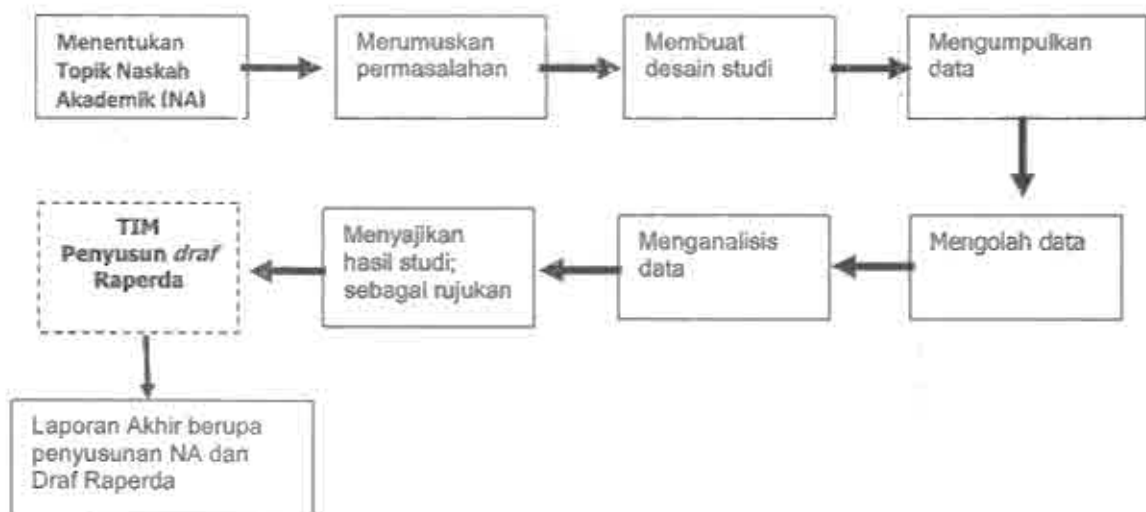 Menentukan
Topik Naskah
Akademik (NA)
Merumuskan
permasalahan
Membuat
desain studi
Mengumpulkan
data
Mengolah data
Menganalisis
data
Menyajikan
hasil studi;
sebagai rujukan
TIM
Penyusun draf
Raperda
Laporan Akhir berupa
penyusunan NA dan
Draf Raperda